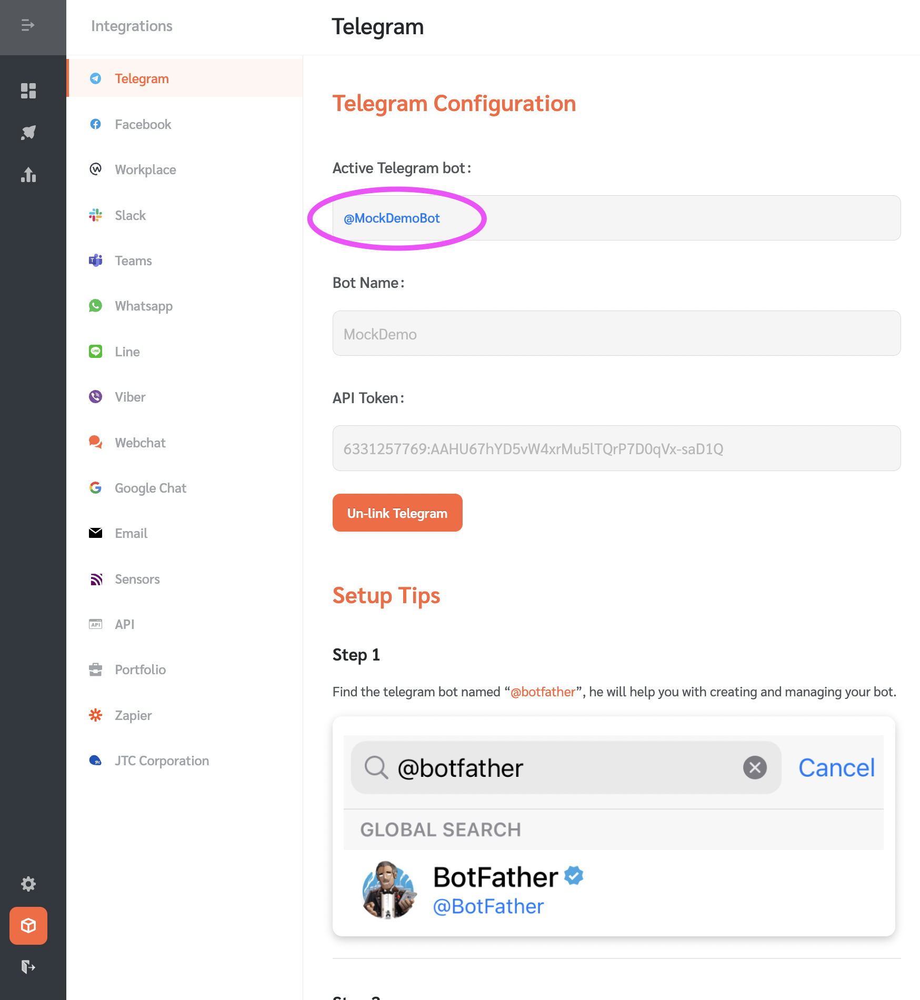 Integrations
Telegram
Telegram
Facebook
Workplace
Slack
Teams
Whatsapp
Line
Viber
Webchat
Google Chat
Email
Sensors
API
API
Portfolio
Zapier
JTC Corporation
Telegram Configuration
Active Telegram bot:
@MockDemoBot
Bot Name:
MockDemo
API Token:
6331257769:AAHU67hYD5vW4xrMu5lTQrP7D0qVx-saD1Q
Un-link Telegram
Setup Tips
Step 1
Find the telegram bot named “@botfather”, he will help you with creating and managing your bot.
@botfather
Cancel
GLOBAL SEARCH
BotFather
@BotFather